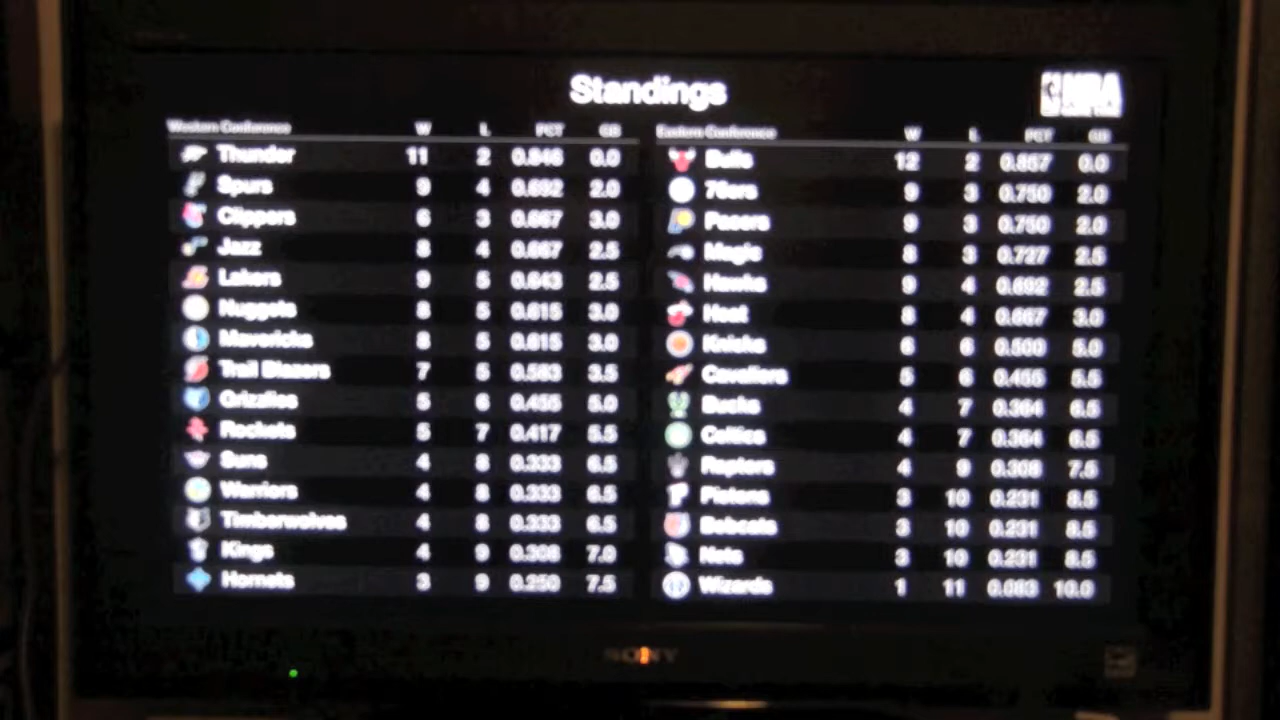 Standings
NBA
Western Conference W L PCT GB
Thunder 11 2 0.846 0.0
Spurs 9 4 0.692 2.0
Clippers 6 3 0.667 3.0
Jazz 8 4 0.667 2.5
Lakers 9 5 0.643 2.5
Nuggets 8 5 0.615 3.0
Mavericks 8 5 0.615 3.0
Trail Blazers 7 5 0.583 3.5
Grizzlies 5 6 0.455 5.0
Rockets 5 7 0.417 5.5
Suns 4 8 0.333 6.5
Warriors 4 8 0.333 6.5
Timberwolves 4 8 0.333 6.5
Kings 4 9 0.308 7.0
Hornets 3 9 0.250 7.5
Eastern Conference W L PCT GB
Bulls 12 2 0.857 0.0
76ers 9 3 0.750 2.0
Pacers 9 3 0.750 2.0
Magic 8 3 0.727 2.5
Hawks 9 4 0.692 2.5
Heat 8 4 0.667 3.0
Knicks 6 6 0.500 5.0
Cavaliers 5 6 0.455 5.5
Bucks 4 7 0.364 6.5
Celtics 4 7 0.364 6.5
Raptors 4 9 0.308 7.5
Pistons 3 10 0.231 8.5
Bobcats 3 10 0.231 8.5
Nets 3 10 0.231 8.5
Wizards 1 11 0.083 10.0
SONY